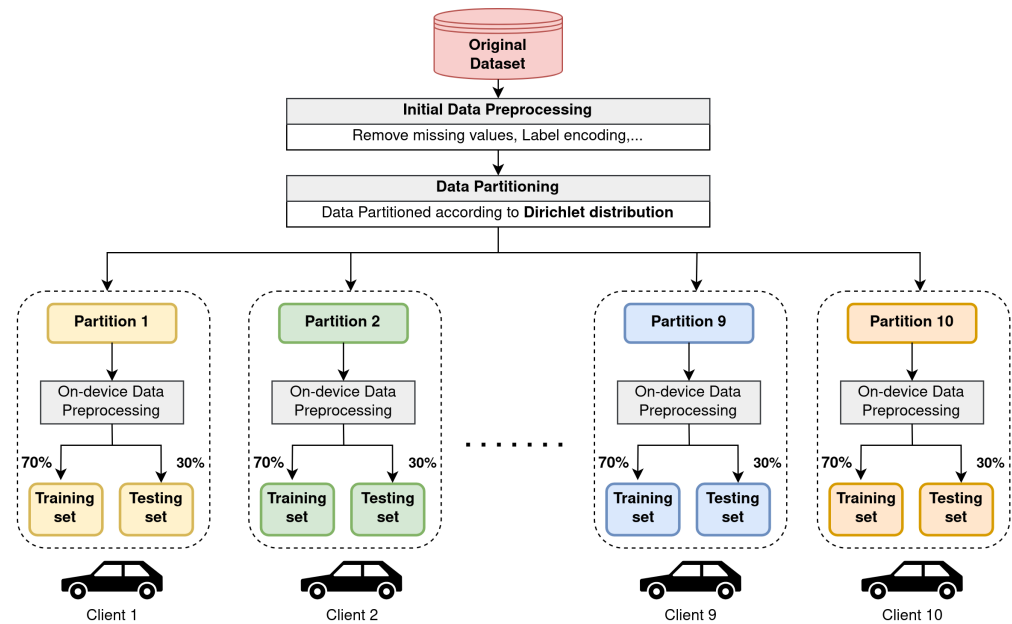 Original
Dataset
Initial Data Preprocessing
Remove missing values, Label encoding,...
Data Partitioning
Data Partitioned according to Dirichlet distribution
Partition 1
On-device Data
Preprocessing
70%
30%
Training
set
Testing
set
Client 1
Partition 2
On-device Data
Preprocessing
70%
30%
Training
set
Testing
set
Client 2
.......
Partition 9
On-device Data
Preprocessing
70%
30%
Training
set
Testing
set
Client 9
Partition 10
On-device Data
Preprocessing
70%
30%
Training
set
Testing
set
Client 10